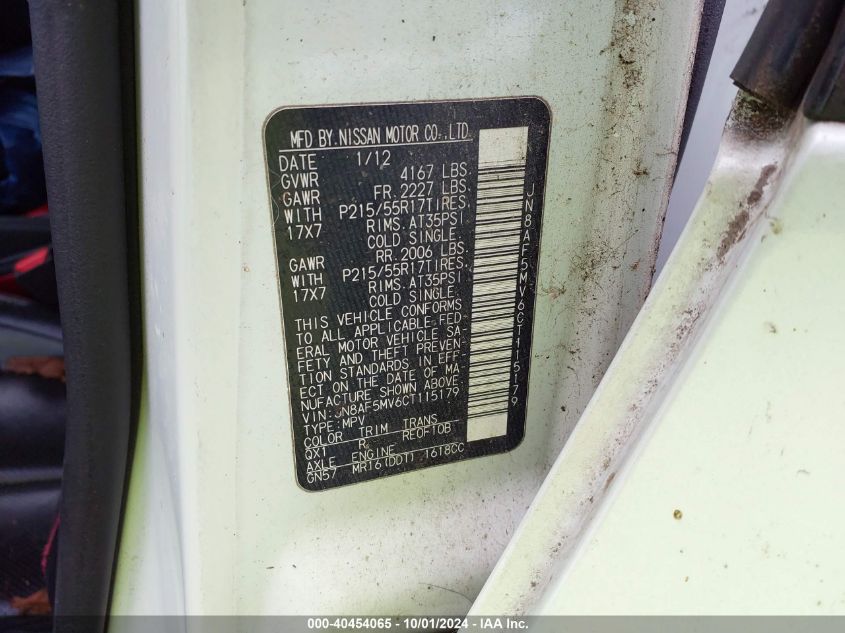 MFD BY NISSAN MOTOR CO.,LTD
DATE 1/12
GVWR 4167 LBS.
GAWR FR. 2227 LBS.
WITH P215/55R17TIRES.
17X7 RIMS. AT35PSI
COLD SINGLE.
GAWR RR. 2006 LBS.
WITH P215/55R17TIRES.
17X7 RIMS. AT35PSI
COLD SINGLE.
THIS VEHICLE CONFORMS
TO ALL APPLICABLE FED
ERAL MOTOR VEHICLE SA-
FETY AND THEFT PREVEN-
TION STANDARDS IN EFF-
ECT ON THE DATE OF MA-
NUFACTURE SHOWN ABOVE.
VIN: JN8AF5MV6CT115179
TYPE: MPV
COLOR TRIM TRANS
QX1 R REOFTOB
AXLE ENGINE
GN57 MR16(DDT) 1618CC
JN8AF5MV6CT115179
000-40454065 - 10/01/2024 - IAA Inc.